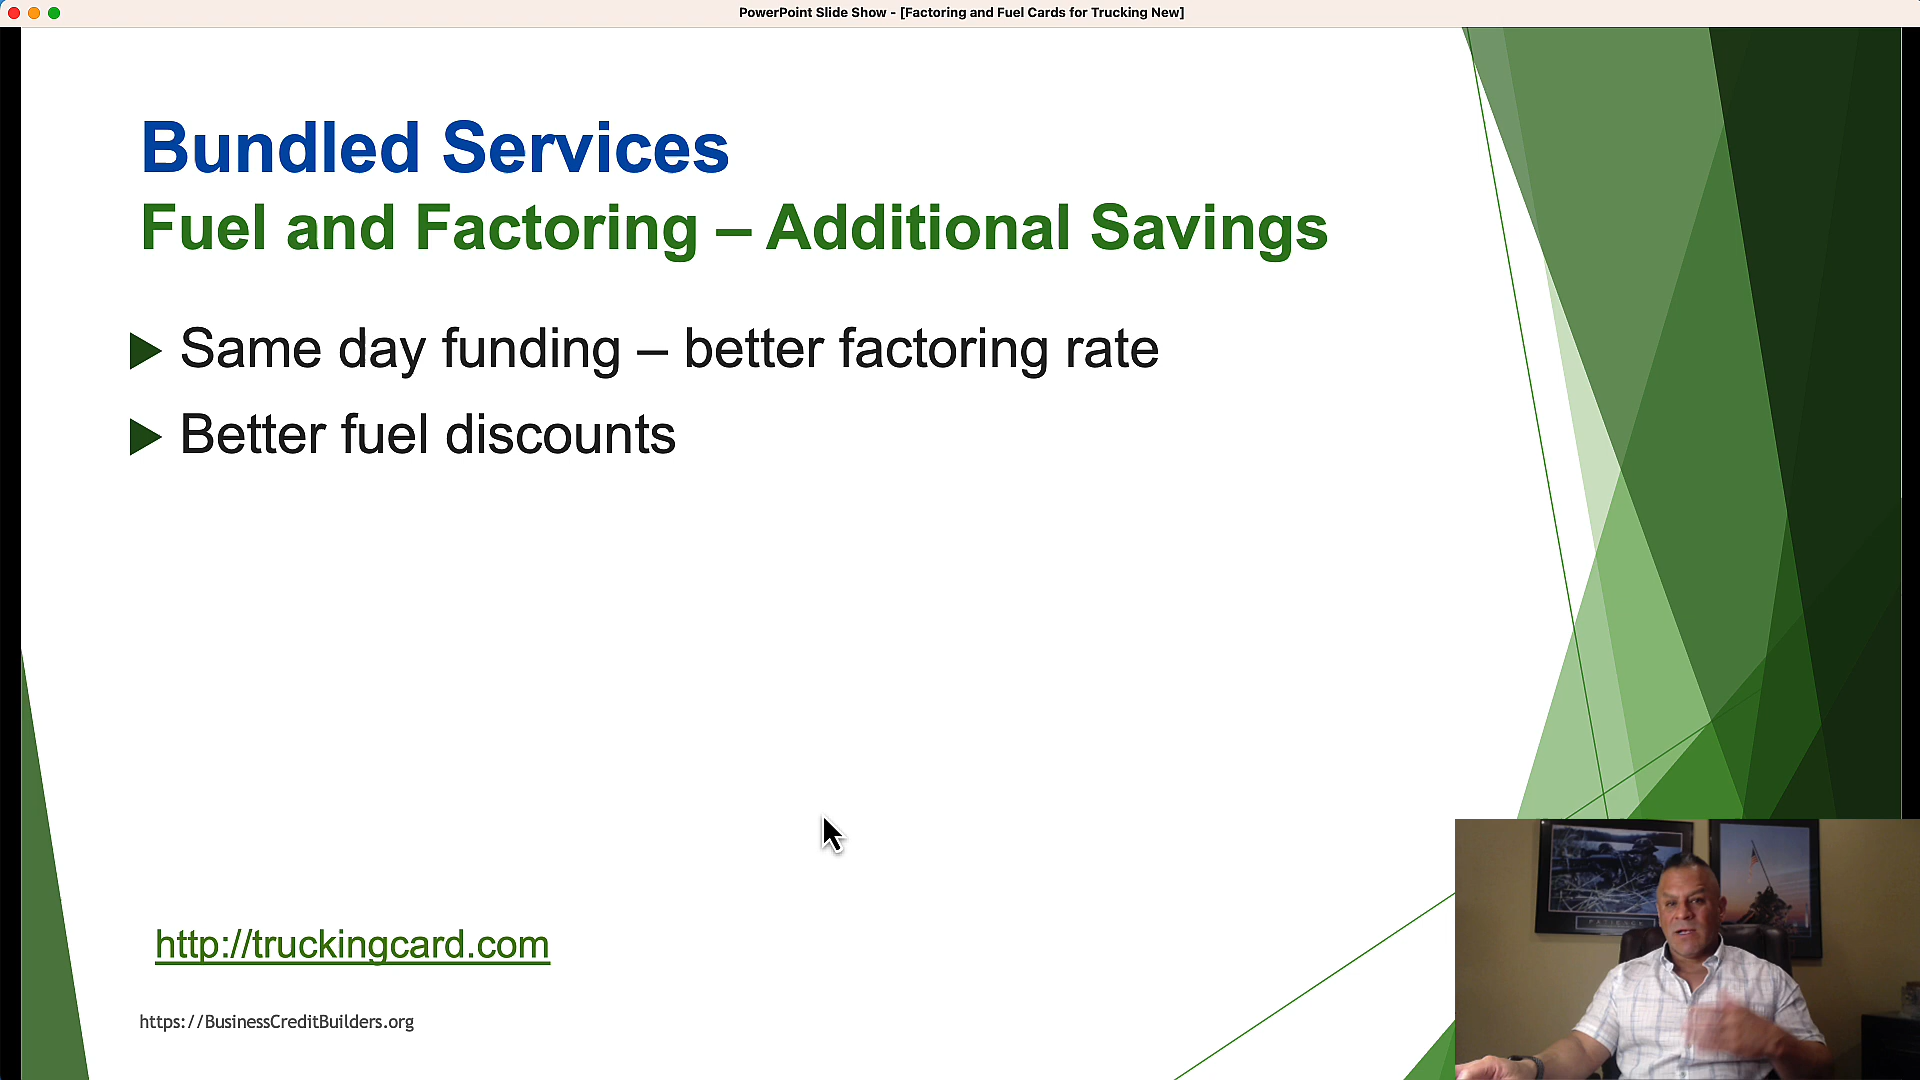 PowerPoint Slide Show - [Factoring and Fuel Cards for Trucking New]
Bundled Services
Fuel and Factoring – Additional Savings
Same day funding – better factoring rate
Better fuel discounts
http://truckingcard.com
https://BusinessCreditBuilders.org
PATIENCE